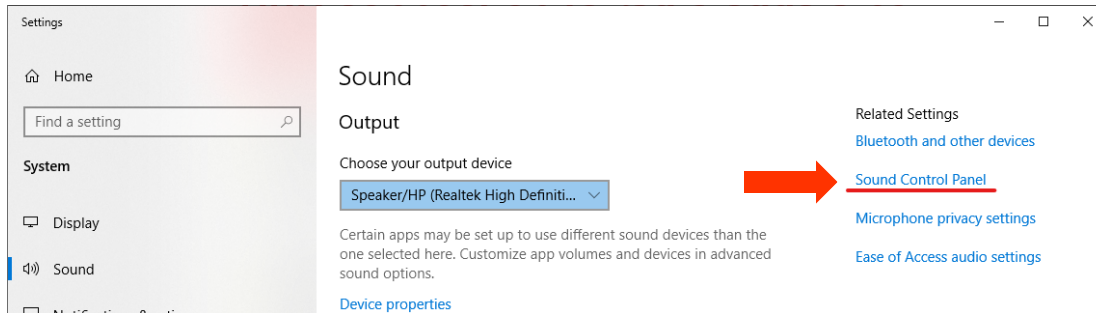 Settings
Home
Find a setting
System
Display
Sound
Sound
Output
Choose your output device
Speaker/HP (Realtek High Definiti...
Certain apps may be set up to use different sound devices than the
one selected here. Customize app volumes and devices in advanced
sound options.
Device properties
Related Settings
Bluetooth and other devices
Sound Control Panel
Microphone privacy settings
Ease of Access audio settings